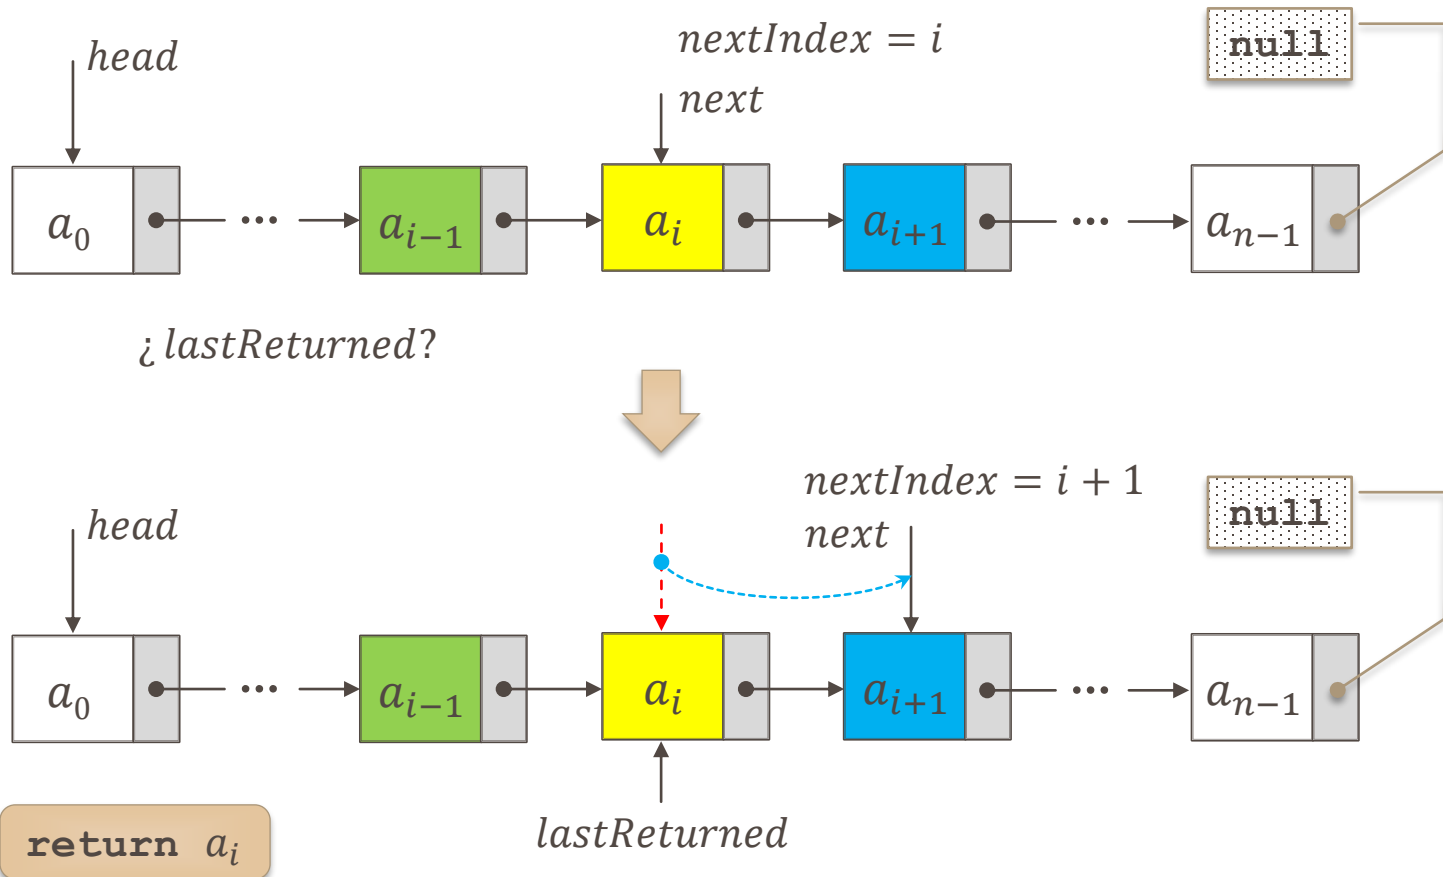 nextIndex = i
null
head
next
a₀ ••• aᵢ₋₁ aᵢ aᵢ₊₁ ••• aₙ₋₁
¿ lastReturned?
nextIndex = i + 1
null
head
next
a₀ ••• aᵢ₋₁ aᵢ aᵢ₊₁ ••• aₙ₋₁
lastReturned
return aᵢ